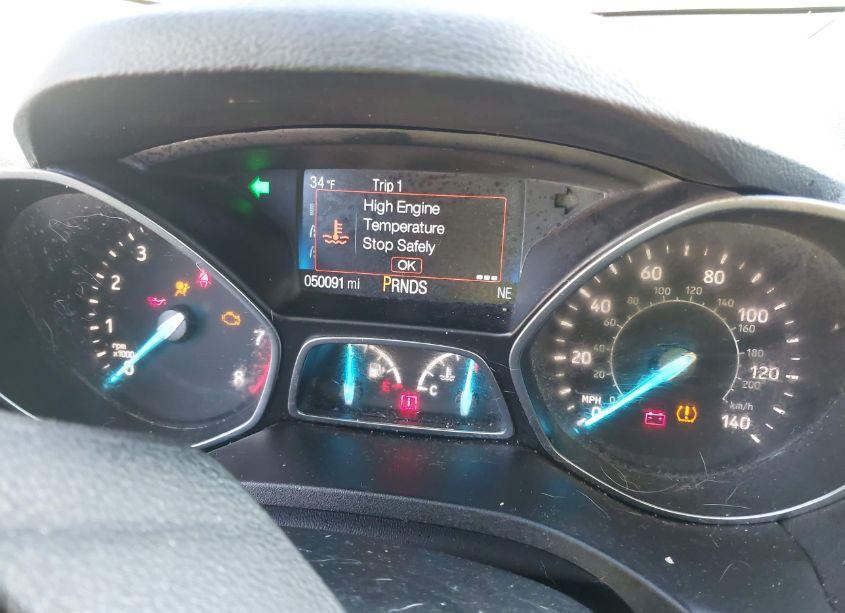 34 °F Trip 1
High Engine
Temperature
Stop Safely
OK
050091 mi PRNDS NE
3
2
1
0
rpm
x1000
7
8
E
C
0 20 40 60 80 100 120 140
MPH
20 40 60 80 100 120 140 160 180 200
km/h